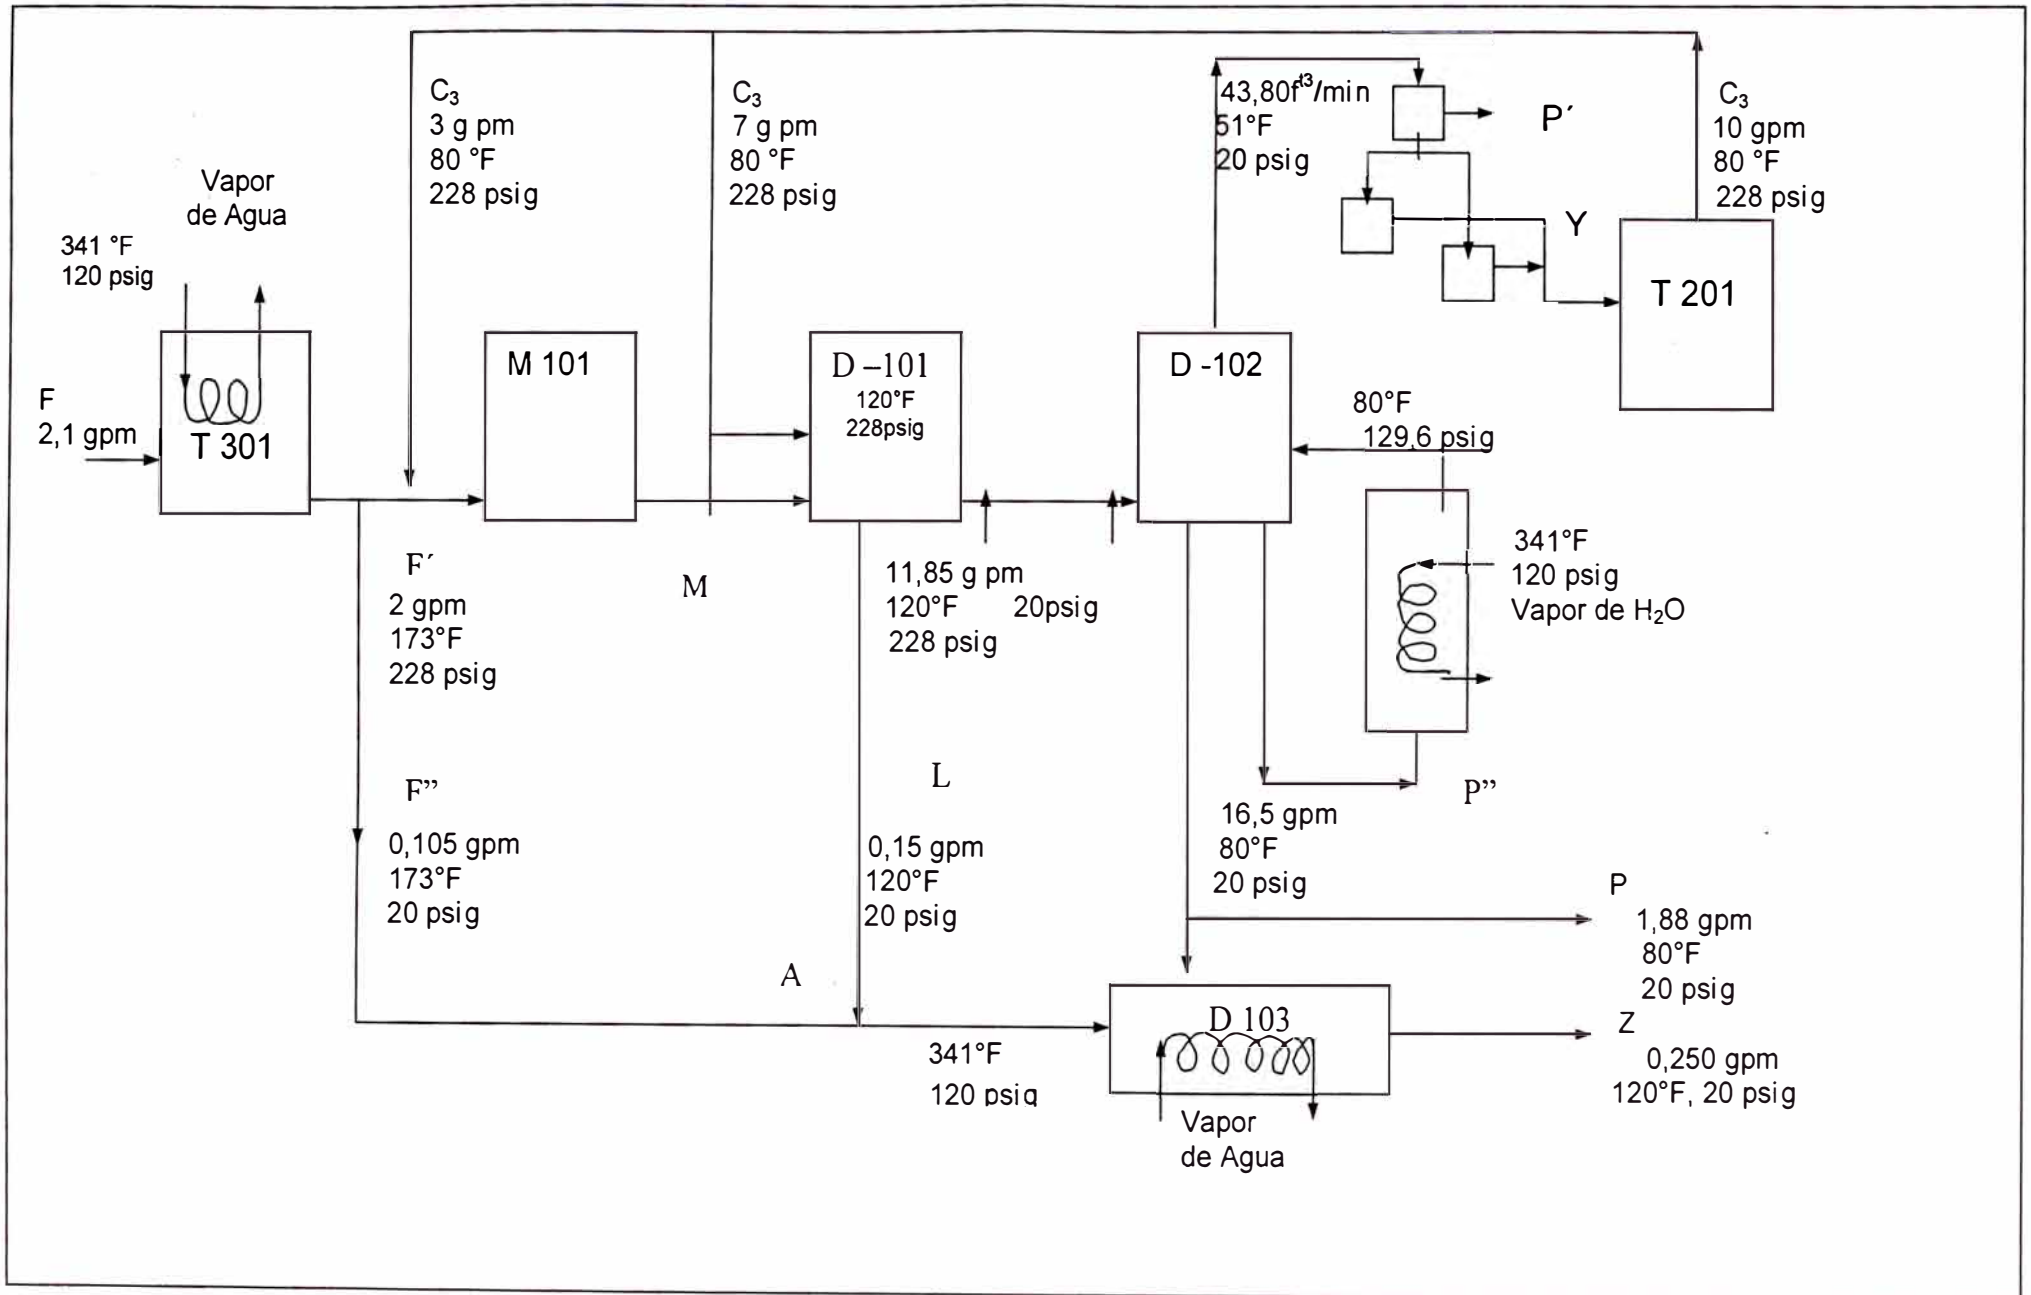 C₃
3 g pm
80 °F
228 psig
C₃
7 g pm
80 °F
228 psig
43,80ft3/min
51°F
20 psig
P´
C₃
10 gpm
80 °F
228 psig
Vapor
de Agua
341 °F
120 psig
Y
T 201
M 101
D –101
120°F
228psig
D -102
F
2,1 gpm
T 301
80°F
129,6 psig
341°F
120 psig
Vapor de H₂O
F´
2 gpm
173°F
228 psig
M
11,85 g pm
120°F 20psig
228 psig
F”
0,105 gpm
173°F
20 psig
L
0,15 gpm
120°F
20 psig
P”
16,5 gpm
80°F
20 psig
P
1,88 gpm
80°F
20 psig
A
D 103
Z
0,250 gpm
120°F, 20 psig
341°F
120 psig
Vapor
de Agua